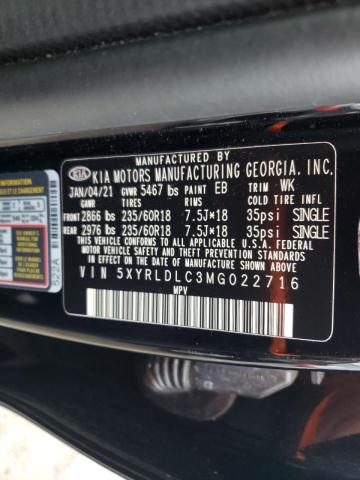 MANUFACTURED BY
KIA KIA MOTORS MANUFACTURING GEORGIA, INC.
JAN/04/21 GVWR 5467 lbs PAINT EB TRIM WK
GAWR TIRES RIMS COLD TIRE INFL
FRONT 2866 lbs 235/60R18 7.5J×18 35psi SINGLE
REAR 2976 lbs 235/60R18 7.5J×18 35psi SINGLE
THIS VEHICLE CONFORMS TO ALL APPLICABLE U.S.A. FEDERAL
MOTOR VEHICLE SAFETY AND THEFT PREVENTION STANDARDS
IN EFFECT ON THE DATE OF MANUFACTURE SHOWN ABOVE.
VIN 5XYRLDLC3MG022716
MPV